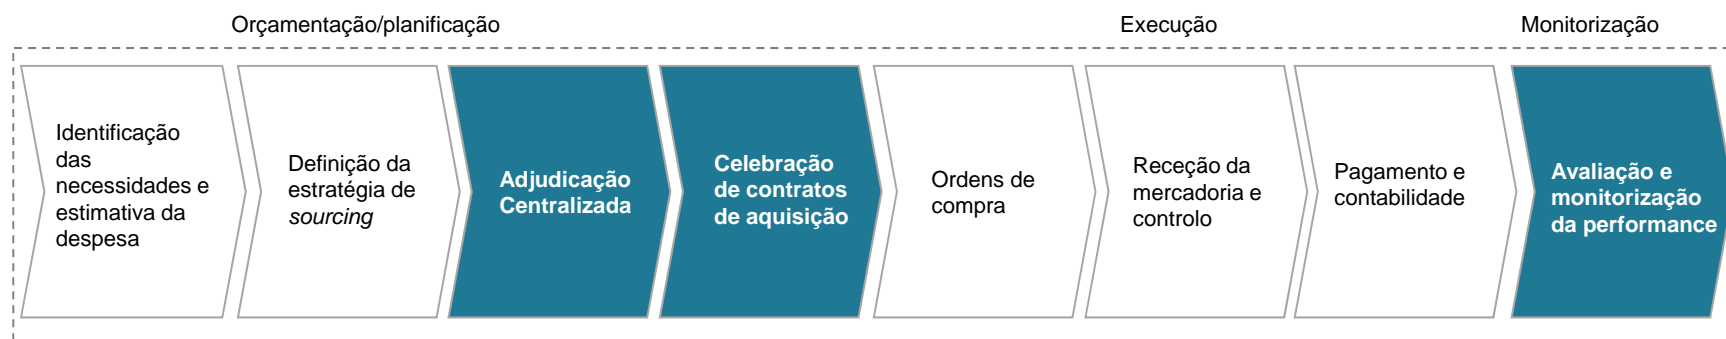 Orçamentação/planificação
Execução
Monitorização
Identificação
das
necessidades e
estimativa da
despesa
Definição da
estratégia de
sourcing
Adjudicação
Centralizada
Celebração
de contratos
de aquisição
Ordens de
compra
Receção da
mercadoria e
controlo
Pagamento e
contabilidade
Avaliação e
monitorização
da performance